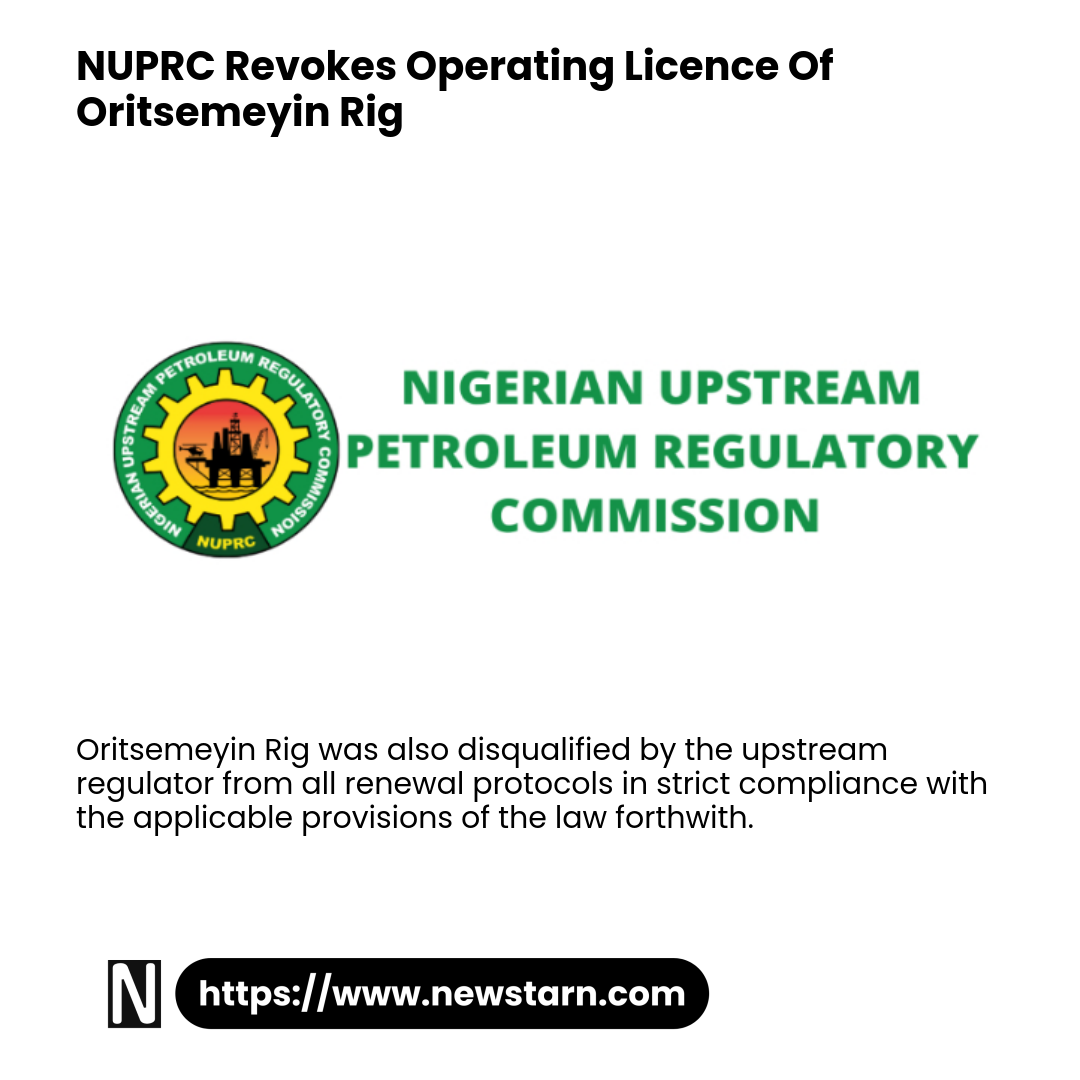 NUPRC Revokes Operating Licence Of
Oritsemeyin Rig
NIGERIAN UPSTREAM PETROLEUM REGULATORY COMMISSION
NUPRC
NIGERIAN UPSTREAM
PETROLEUM REGULATORY
COMMISSION
Oritsemeyin Rig was also disqualified by the upstream
regulator from all renewal protocols in strict compliance with
the applicable provisions of the law forthwith.
N
https://www.newstarn.com